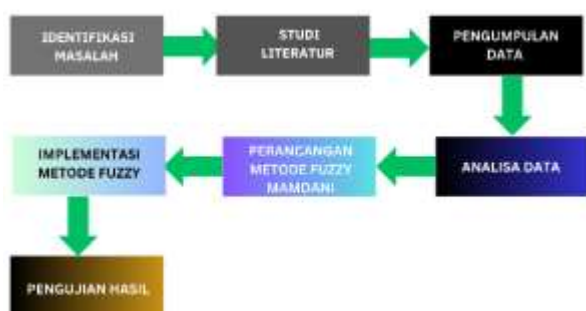 IDENTIFIKASI
MASALAH
STUDI
LITERATUR
PENGUMPULAN
DATA
ANALISA DATA
PERANCANGAN
METODE FUZZY
MAMDANI
IMPLEMENTASI
METODE FUZZY
PENGUJIAN HASIL